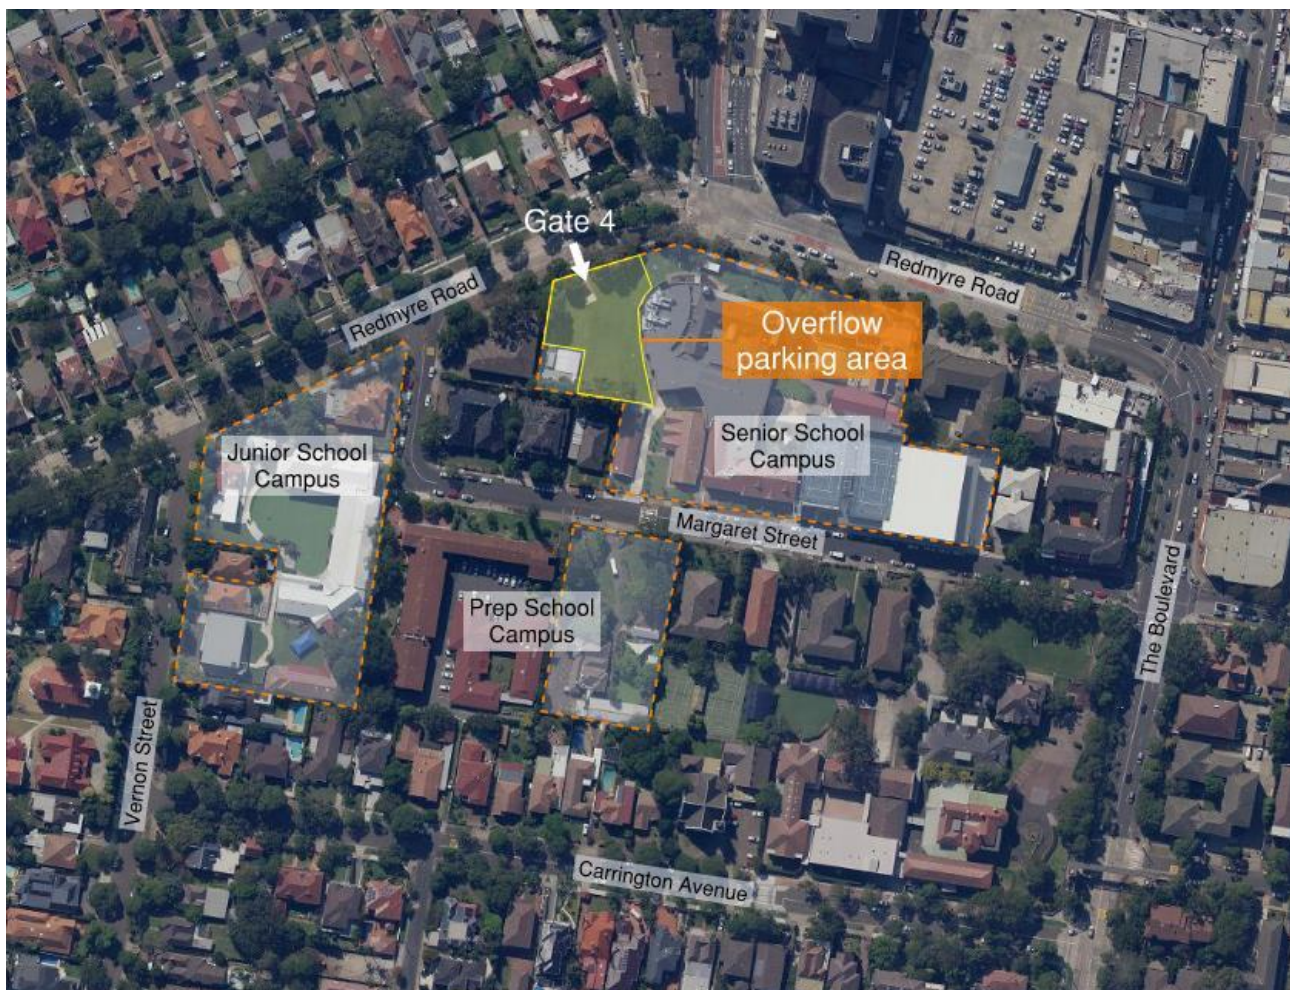 Gate 4
Redmyre Road
Redmyre Road
Overflow
parking area
Junior School
Campus
Senior School
Campus
Margaret Street
Prep School
Campus
The Boulevard
Vernon Street
Carrington Avenue